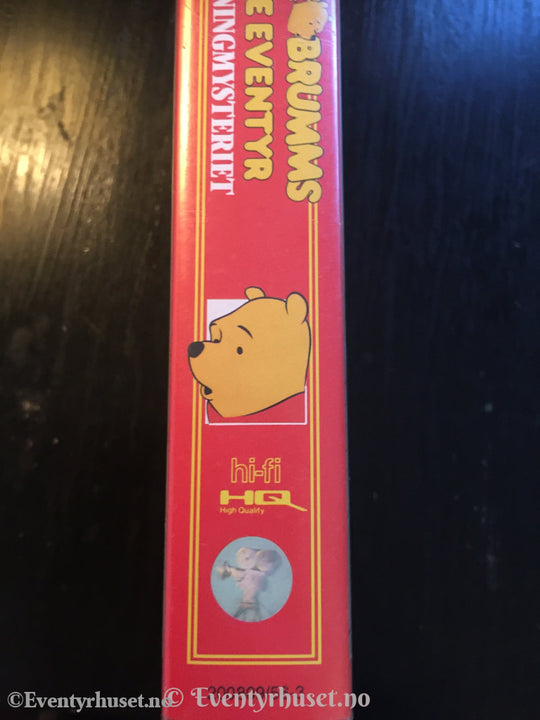 BRUMMS
E EVENTYR
NINGMYSTERIET
hi-fi
HQ
High Quality
©Eventyrhuset.no
© Eventyrhuset.no